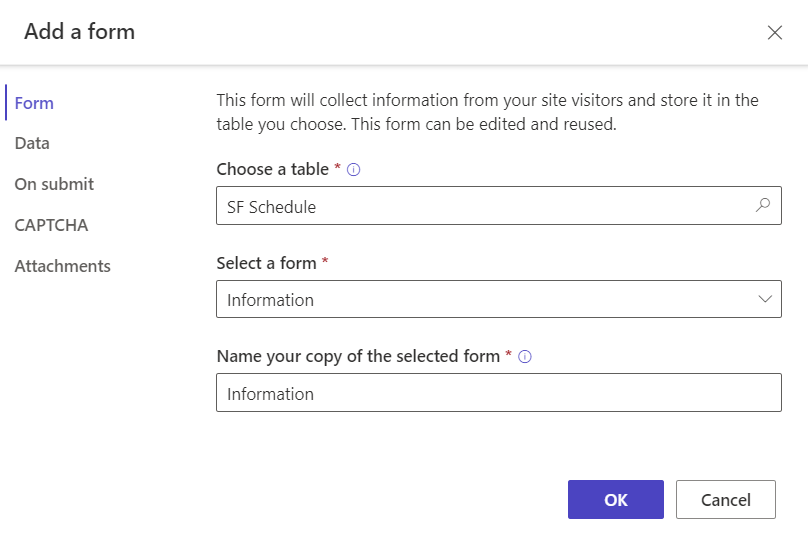 Add a form
Form
Data
On submit
CAPTCHA
Attachments
This form will collect information from your site visitors and store it in the
table you choose. This form can be edited and reused.
Choose a table *
SF Schedule
Select a form *
Information
Name your copy of the selected form *
Information
OK
Cancel